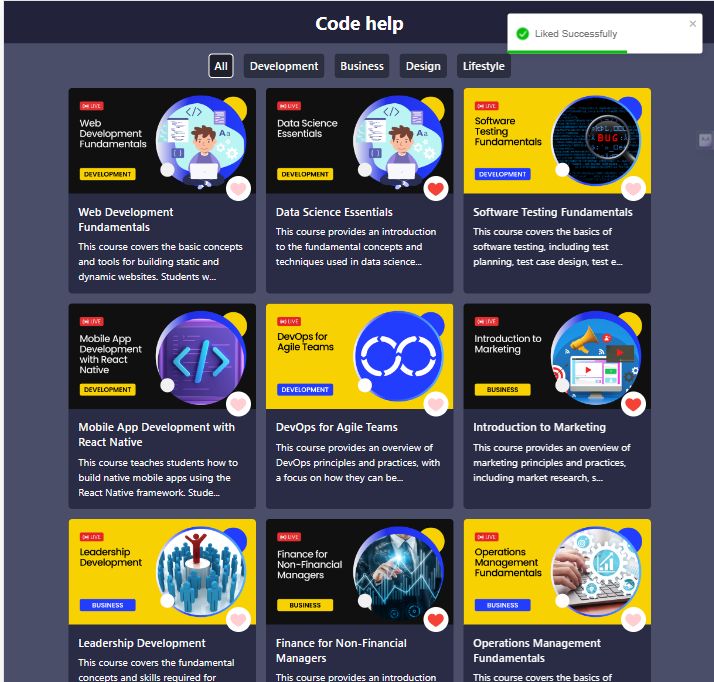 Code help
Liked Successfully
All
Development
Business
Design
Lifestyle
LIVE
Web
Development
Fundamentals
DEVELOPMENT
Web Development
Fundamentals
This course covers the basic concepts
and tools for building static and
dynamic websites. Students w...
LIVE
Data Science
Essentials
DEVELOPMENT
Data Science Essentials
This course provides an introduction
to the fundamental concepts and
techniques used in data science...
LIVE
Software
Testing
Fundamentals
BUG
DEVELOPMENT
Software Testing Fundamentals
This course covers the basics of
software testing, including test
planning, test case design, test e...
LIVE
Mobile App
Development
with React
Native
DEVELOPMENT
Mobile App Development with
React Native
This course teaches students how to
build native mobile apps using the
React Native framework. Stude...
LIVE
DevOps for
Agile Teams
DEVELOPMENT
DevOps for Agile Teams
This course provides an overview of
DevOps principles and practices, with
a focus on how they can be...
LIVE
Introduction to
Marketing
BUSINESS
Introduction to Marketing
This course provides an overview of
marketing principles and practices,
including market research, s...
LIVE
Leadership
Development
BUSINESS
Leadership Development
This course covers the fundamental
concepts and skills required for
LIVE
Finance for
Non-Financial
Managers
BUSINESS
Finance for Non-Financial
Managers
This course provides an introduction
LIVE
Operations
Management
Fundamentals
BUSINESS
Operations Management
Fundamentals
This course covers the basics of